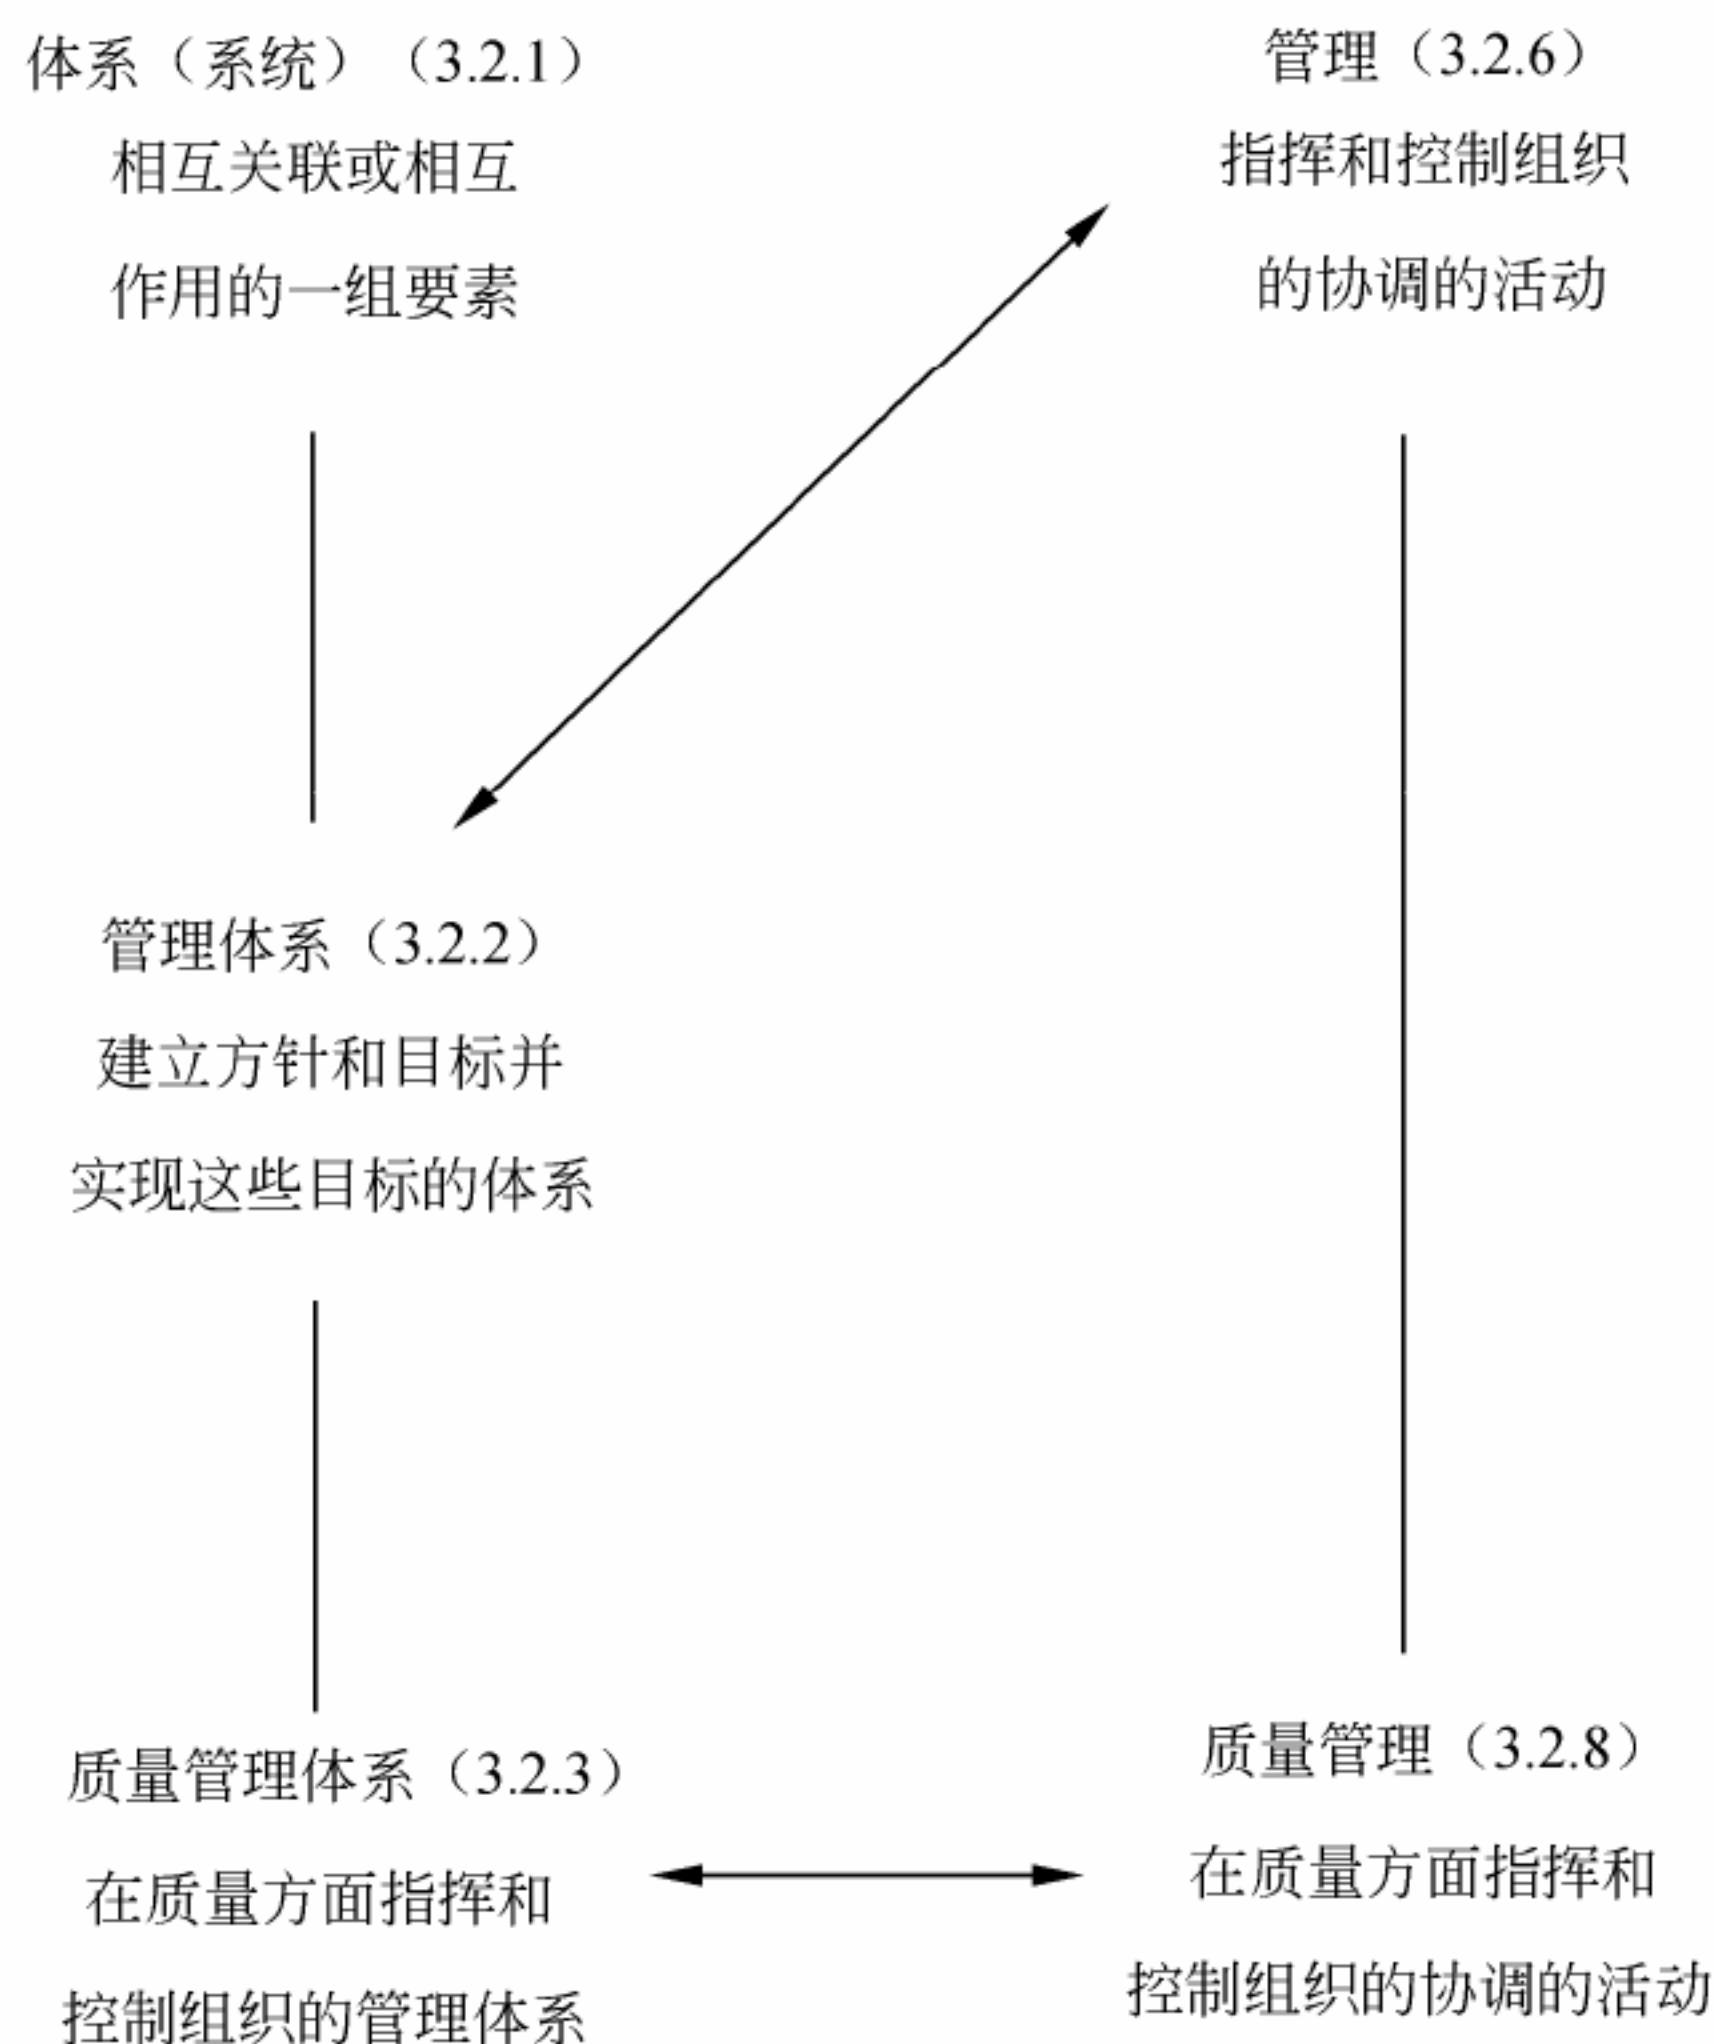 体系（系统）（3.2.1）
相互关联或相互
作用的一组要素
管理（3.2.6）
指挥和控制组织
的协调的活动
管理体系（3.2.2）
建立方针和目标并
实现这些目标的体系
质量管理体系（3.2.3）
在质量方面指挥和
控制组织的管理体系
质量管理（3.2.8）
在质量方面指挥和
控制组织的协调的活动